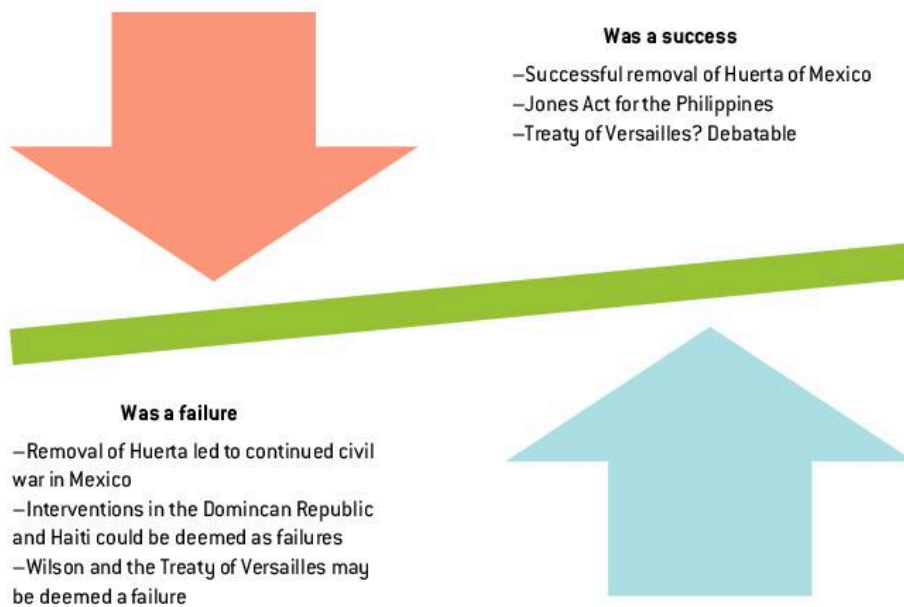 Was a success
–Successful removal of Huerta of Mexico
–Jones Act for the Philippines
–Treaty of Versailles? Debatable
Was a failure
–Removal of Huerta led to continued civil
war in Mexico
–Interventions in the Domincan Republic
and Haiti could be deemed as failures
–Wilson and the Treaty of Versailles may
be deemed a failure